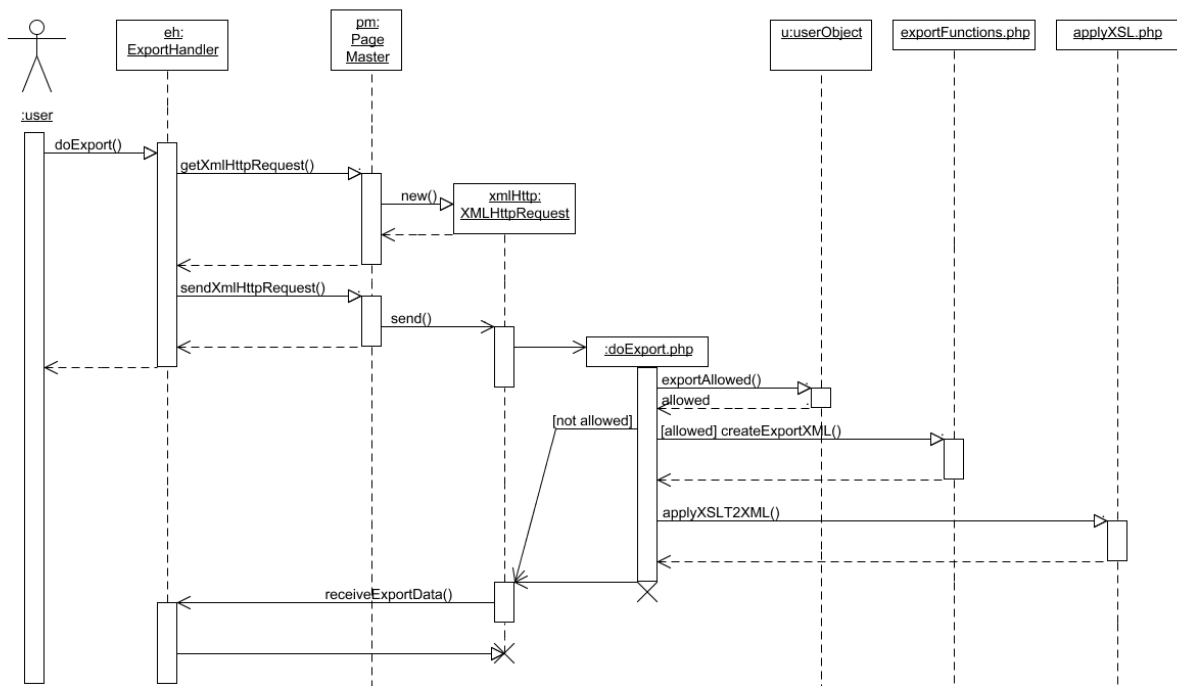 eh:
ExportHandler
pm:
Page
Master
u:userObject
exportFunctions.php
applyXSL.php
:user
doExport()
getXmlHttpRequest()
new()
xmlHttp:
XMLHttpRequest
sendXmlHttpRequest()
send()
:doExport.php
exportAllowed()
allowed
[not allowed]
[allowed] createExportXML()
applyXSLT2XML()
receiveExportData()